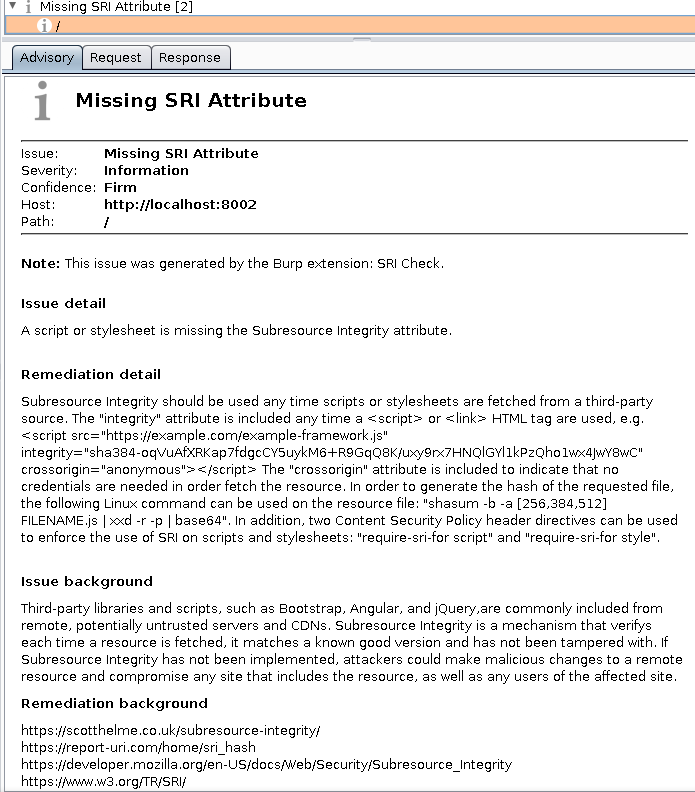 Missing SRI Attribute [2]
/
Advisory Request Response
Missing SRI Attribute
Issue: Missing SRI Attribute
Severity: Information
Confidence: Firm
Host: http://localhost:8002
Path: /
Note: This issue was generated by the Burp extension: SRI Check.
Issue detail
A script or stylesheet is missing the Subresource Integrity attribute.
Remediation detail
Subresource Integrity should be used any time scripts or stylesheets are fetched from a third-party
source. The "integrity" attribute is included any time a <script> or <link> HTML tag are used, e.g.
<script src="https://example.com/example-framework.js"
integrity="sha384-oqVuAfXRKap7fdgcCY5uykM6+R9GqQ8K/uxy9rx7HNQlGYl1kPzQho1wx4JwY8wC"
crossorigin="anonymous"></script> The "crossorigin" attribute is included to indicate that no
credentials are needed in order fetch the resource. In order to generate the hash of the requested file,
the following Linux command can be used on the resource file: "shasum -b -a [256,384,512]
FILENAME.js | xxd -r -p | base64". In addition, two Content Security Policy header directives can be used
to enforce the use of SRI on scripts and stylesheets: "require-sri-for script" and "require-sri-for style".
Issue background
Third-party libraries and scripts, such as Bootstrap, Angular, and jQuery,are commonly included from
remote, potentially untrusted servers and CDNs. Subresource Integrity is a mechanism that verifys
each time a resource is fetched, it matches a known good version and has not been tampered with. If
Subresource Integrity has not been implemented, attackers could make malicious changes to a remote
resource and compromise any site that includes the resource, as well as any users of the affected site.
Remediation background
https://scotthelme.co.uk/subresource-integrity/
https://report-uri.com/home/sri_hash
https://developer.mozilla.org/en-US/docs/Web/Security/Subresource_Integrity
https://www.w3.org/TR/SRI/